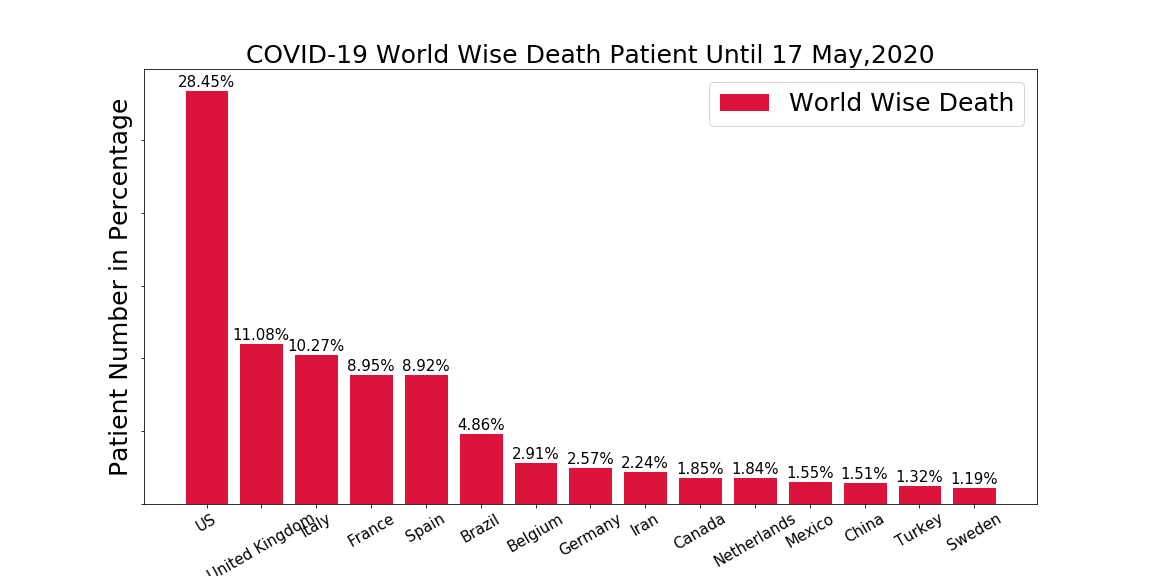 COVID-19 World Wise Death Patient Until 17 May,2020
World Wise Death
Patient Number in Percentage
28.45%
11.08%
10.27%
8.95%
8.92%
4.86%
2.91%
2.57%
2.24%
1.85%
1.84%
1.55%
1.51%
1.32%
1.19%
US
United Kingdom
Italy
France
Spain
Brazil
Belgium
Germany
Iran
Canada
Netherlands
Mexico
China
Turkey
Sweden